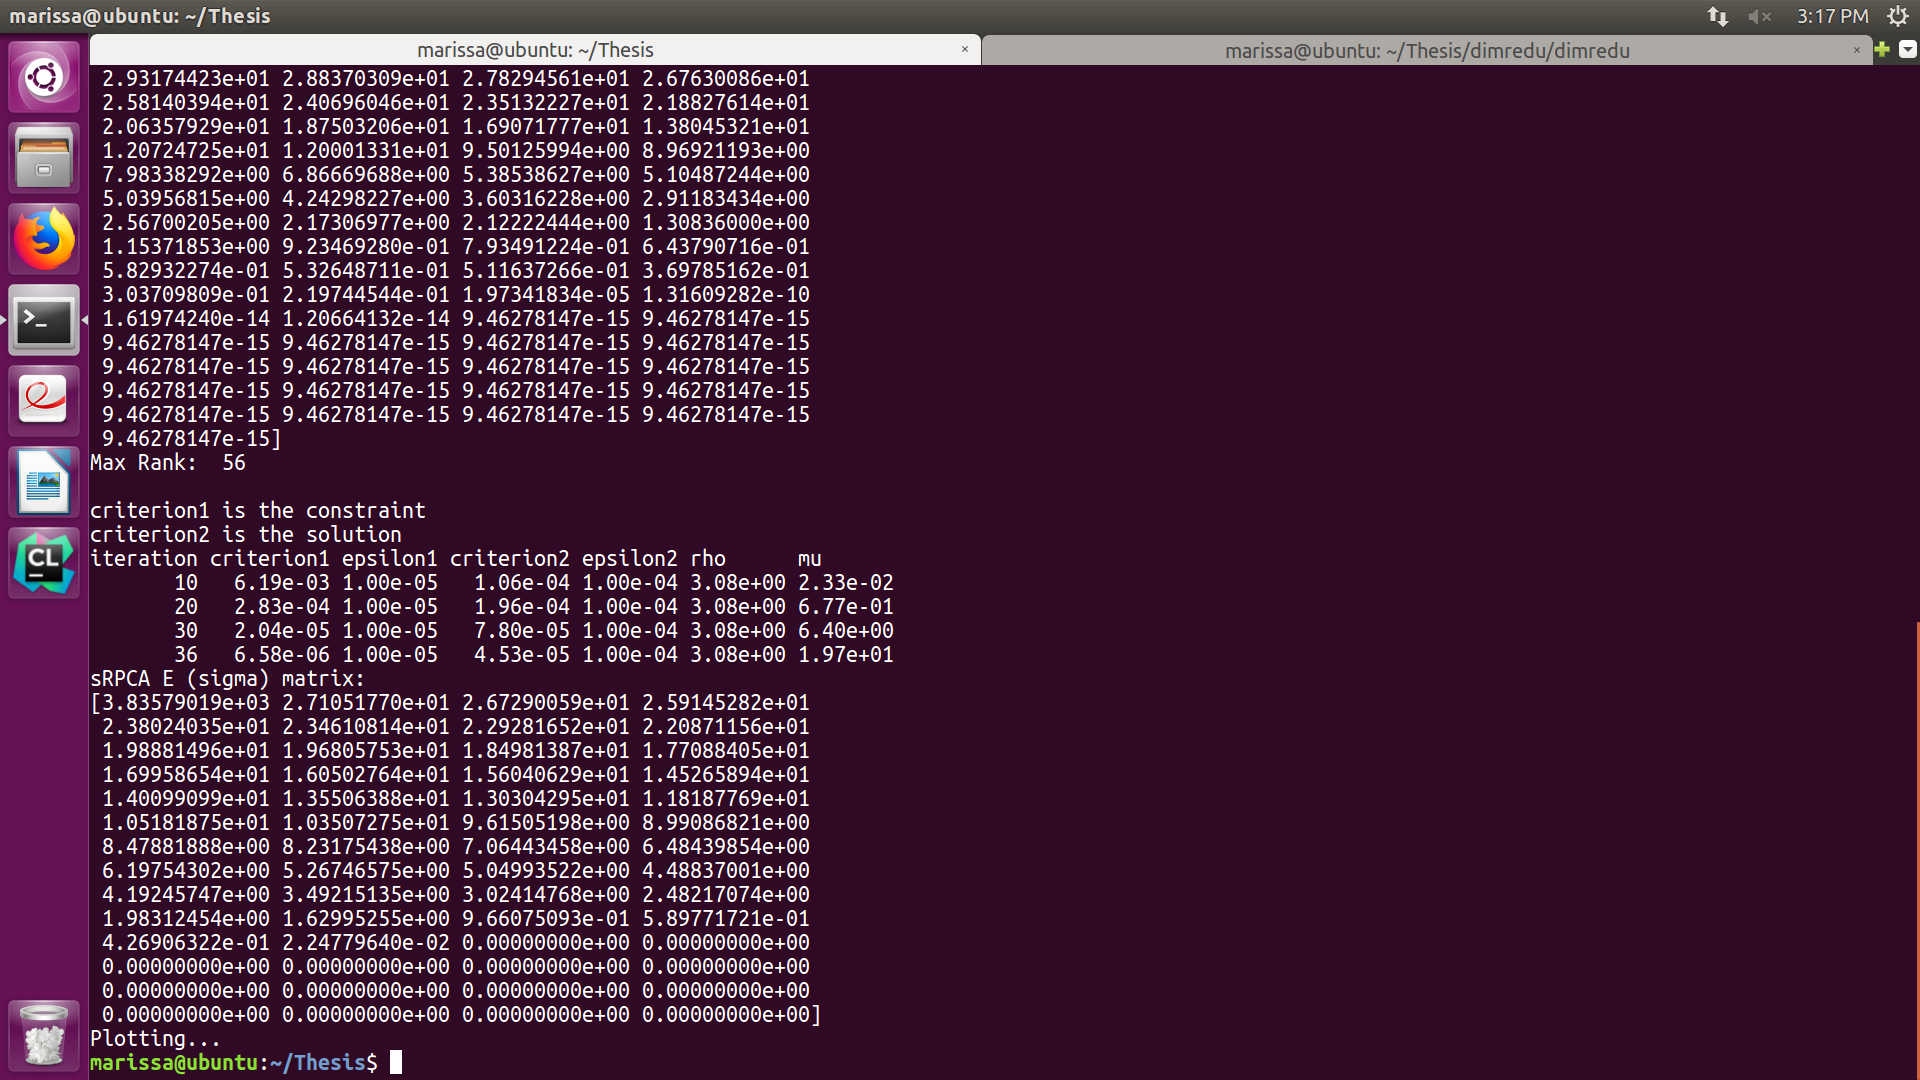 marissa@ubuntu: ~/Thesis
3:17 PM
marissa@ubuntu: ~/Thesis
marissa@ubuntu: ~/Thesis/dimredu/dimredu
2.93174423e+01 2.88370309e+01 2.78294561e+01 2.67630086e+01
2.58140394e+01 2.40696046e+01 2.35132227e+01 2.18827614e+01
2.06357929e+01 1.87503206e+01 1.69071777e+01 1.38045321e+01
1.20724725e+01 1.20001331e+01 9.50125994e+00 8.96921193e+00
7.98338292e+00 6.86669688e+00 5.38538627e+00 5.10487244e+00
5.03956815e+00 4.24298227e+00 3.60316228e+00 2.91183434e+00
2.56700205e+00 2.17306977e+00 2.12222444e+00 1.30836000e+00
1.15371853e+00 9.23469280e-01 7.93491224e-01 6.43790716e-01
5.82932274e-01 5.32648711e-01 5.11637266e-01 3.69785162e-01
3.03709809e-01 2.19744544e-01 1.97341834e-05 1.31609282e-10
1.61974240e-14 1.20664132e-14 9.46278147e-15 9.46278147e-15
9.46278147e-15 9.46278147e-15 9.46278147e-15 9.46278147e-15
9.46278147e-15 9.46278147e-15 9.46278147e-15 9.46278147e-15
9.46278147e-15 9.46278147e-15 9.46278147e-15 9.46278147e-15
9.46278147e-15 9.46278147e-15 9.46278147e-15 9.46278147e-15
9.46278147e-15]
Max Rank:  56
criterion1 is the constraint
criterion2 is the solution
iteration criterion1 epsilon1 criterion2 epsilon2 rho      mu
10   6.19e-03 1.00e-05   1.06e-04 1.00e-04 3.08e+00 2.33e-02
20   2.83e-04 1.00e-05   1.96e-04 1.00e-04 3.08e+00 6.77e-01
30   2.04e-05 1.00e-05   7.80e-05 1.00e-04 3.08e+00 6.40e+00
36   6.58e-06 1.00e-05   4.53e-05 1.00e-04 3.08e+00 1.97e+01
sRPCA E (sigma) matrix:
[3.83579019e+03 2.71051770e+01 2.67290059e+01 2.59145282e+01
2.38024035e+01 2.34610814e+01 2.29281652e+01 2.20871156e+01
1.98881496e+01 1.96805753e+01 1.84981387e+01 1.77088405e+01
1.69958654e+01 1.60502764e+01 1.56040629e+01 1.45265894e+01
1.40099099e+01 1.35506388e+01 1.30304295e+01 1.18187769e+01
1.05181875e+01 1.03507275e+01 9.61505198e+00 8.99086821e+00
8.47881888e+00 8.23175438e+00 7.06443458e+00 6.48439854e+00
6.19754302e+00 5.26746575e+00 5.04993522e+00 4.48837001e+00
4.19245747e+00 3.49215135e+00 3.02414768e+00 2.48217074e+00
1.98312454e+00 1.62995255e+00 9.66075093e-01 5.89771721e-01
4.26906322e-01 2.24779640e-02 0.00000000e+00 0.00000000e+00
0.00000000e+00 0.00000000e+00 0.00000000e+00 0.00000000e+00
0.00000000e+00 0.00000000e+00 0.00000000e+00 0.00000000e+00
0.00000000e+00 0.00000000e+00 0.00000000e+00 0.00000000e+00]
Plotting...
marissa@ubuntu:~/Thesis$
CL